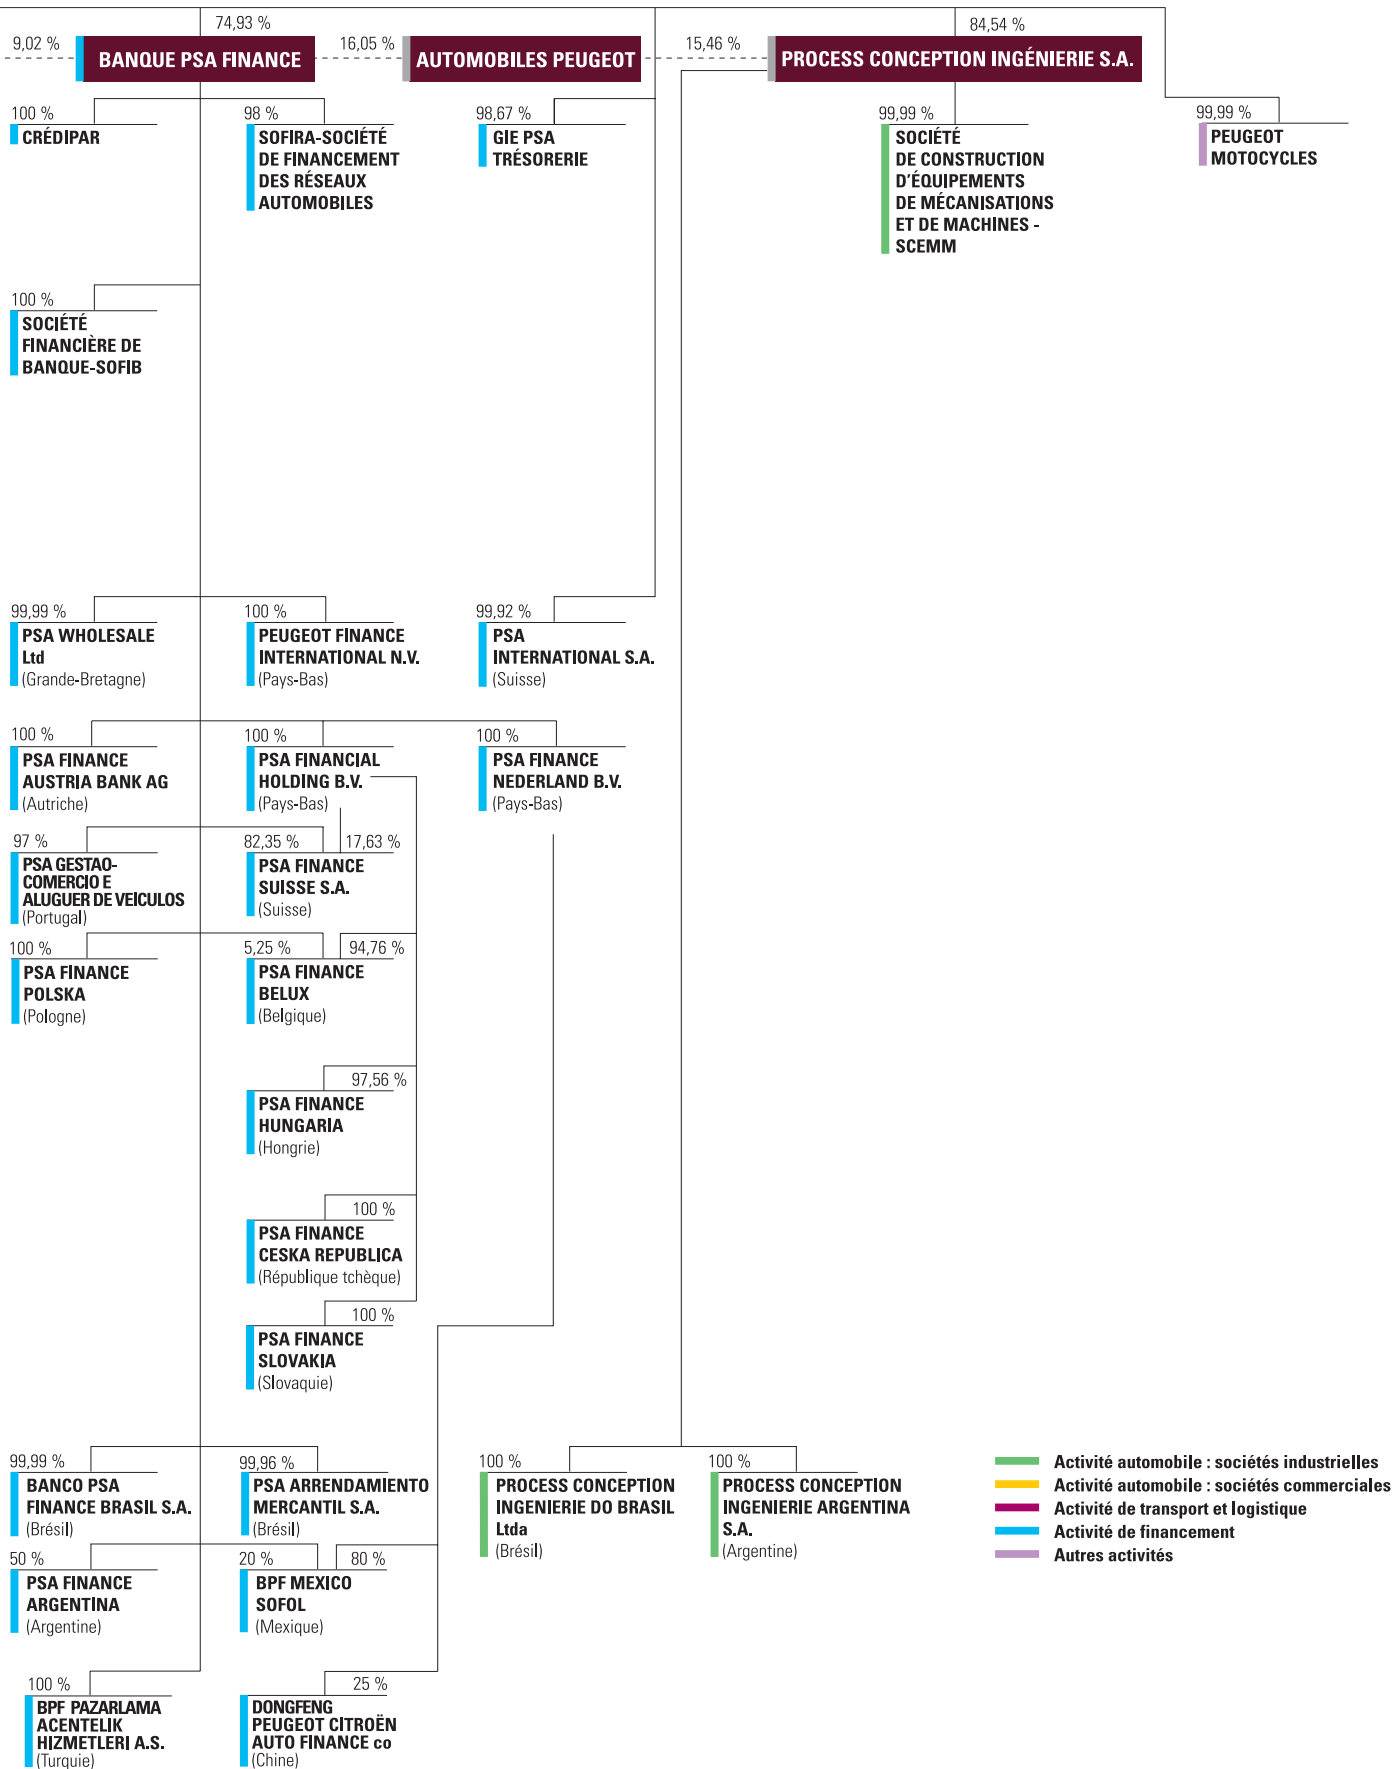 74,93 %
84,54 %
9,02 %
BANQUE PSA FINANCE
16,05 %
AUTOMOBILES PEUGEOT
15,46 %
PROCESS CONCEPTION INGÉNIERIE S.A.
100 %
CRÉDIPAR
98 %
SOFIRA-SOCIÉTÉ
DE FINANCEMENT
DES RÉSEAUX
AUTOMOBILES
98,67 %
GIE PSA
TRÉSORERIE
99,99 %
SOCIÉTÉ
DE CONSTRUCTION
D'ÉQUIPEMENTS
DE MÉCANISATIONS
ET DE MACHINES -
SCEMM
99,99 %
PEUGEOT
MOTOCYCLES
100 %
SOCIÉTÉ
FINANCIÈRE DE
BANQUE-SOFIB
99,99 %
PSA WHOLESALE
Ltd
(Grande-Bretagne)
100 %
PEUGEOT FINANCE
INTERNATIONAL N.V.
(Pays-Bas)
99,92 %
PSA
INTERNATIONAL S.A.
(Suisse)
100 %
PSA FINANCE
AUSTRIA BANK AG
(Autriche)
100 %
PSA FINANCIAL
HOLDING B.V.
(Pays-Bas)
100 %
PSA FINANCE
NEDERLAND B.V.
(Pays-Bas)
97 %
PSA GESTAO-
COMERCIO E
ALUGUER DE VEICULOS
(Portugal)
82,35 %
17,63 %
PSA FINANCE
SUISSE S.A.
(Suisse)
100 %
PSA FINANCE
POLSKA
(Pologne)
5,25 %
94,76 %
PSA FINANCE
BELUX
(Belgique)
97,56 %
PSA FINANCE
HUNGARIA
(Hongrie)
100 %
PSA FINANCE
CESKA REPUBLICA
(République tchèque)
100 %
PSA FINANCE
SLOVAKIA
(Slovaquie)
99,99 %
BANCO PSA
FINANCE BRASIL S.A.
(Brésil)
99,96 %
PSA ARRENDAMIENTO
MERCANTIL S.A.
(Brésil)
100 %
PROCESS CONCEPTION
INGENIERIE DO BRASIL
Ltda
(Brésil)
100 %
PROCESS CONCEPTION
INGENIERIE ARGENTINA
S.A.
(Argentine)
Activité automobile : sociétés industrielles
Activité automobile : sociétés commerciales
Activité de transport et logistique
Activité de financement
Autres activités
50 %
PSA FINANCE
ARGENTINA
(Argentine)
20 %
80 %
BPF MEXICO
SOFOL
(Mexique)
100 %
BPF PAZARLAMA
ACENTELIK
HIZMETLERI A.S.
(Turquie)
25 %
DONGFENG
PEUGEOT CITROËN
AUTO FINANCE co
(Chine)